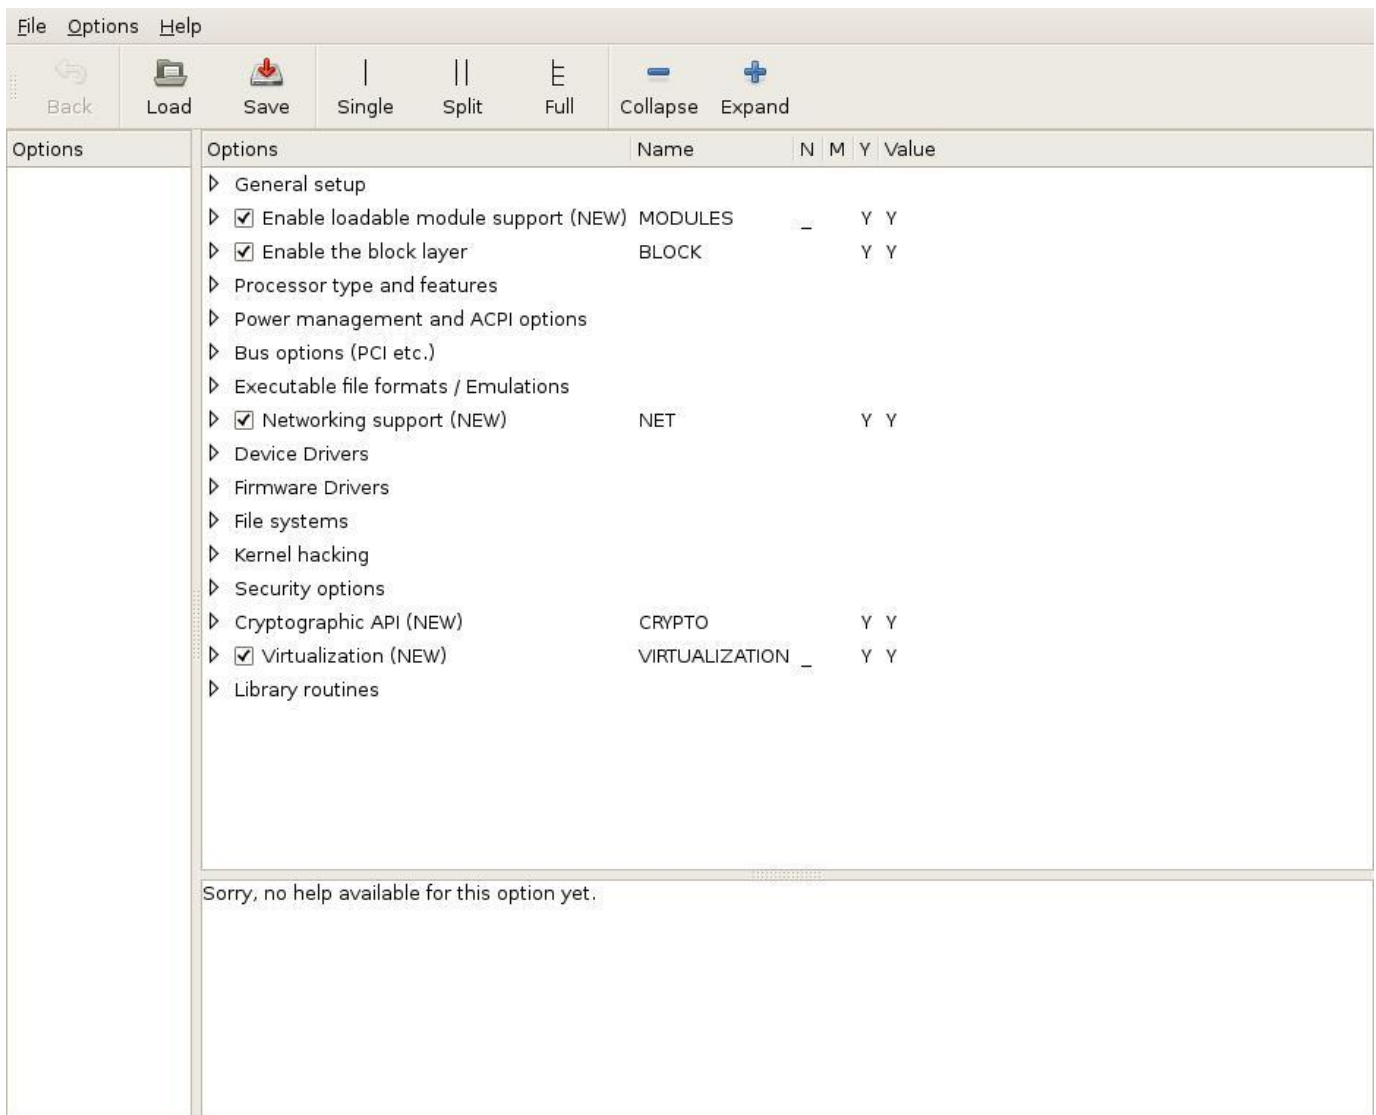 File Options Help
Back Load Save Single Split Full Collapse Expand
Options
Options Name N M Y Value
General setup
Enable loadable module support (NEW) MODULES _ Y Y
Enable the block layer BLOCK Y Y
Processor type and features
Power management and ACPI options
Bus options (PCI etc.)
Executable file formats / Emulations
Networking support (NEW) NET Y Y
Device Drivers
Firmware Drivers
File systems
Kernel hacking
Security options
Cryptographic API (NEW) CRYPTO Y Y
Virtualization (NEW) VIRTUALIZATION _ Y Y
Library routines
Sorry, no help available for this option yet.